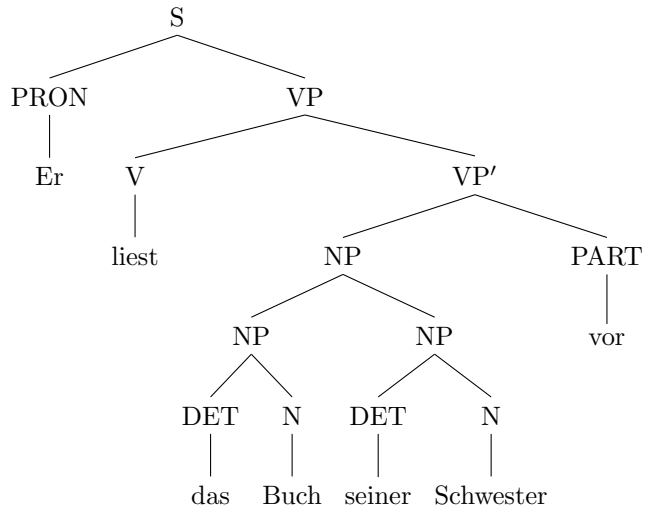 S
PRON VP
Er V VP′
liest NP PART
NP NP vor
DET N DET N
das Buch seiner Schwester